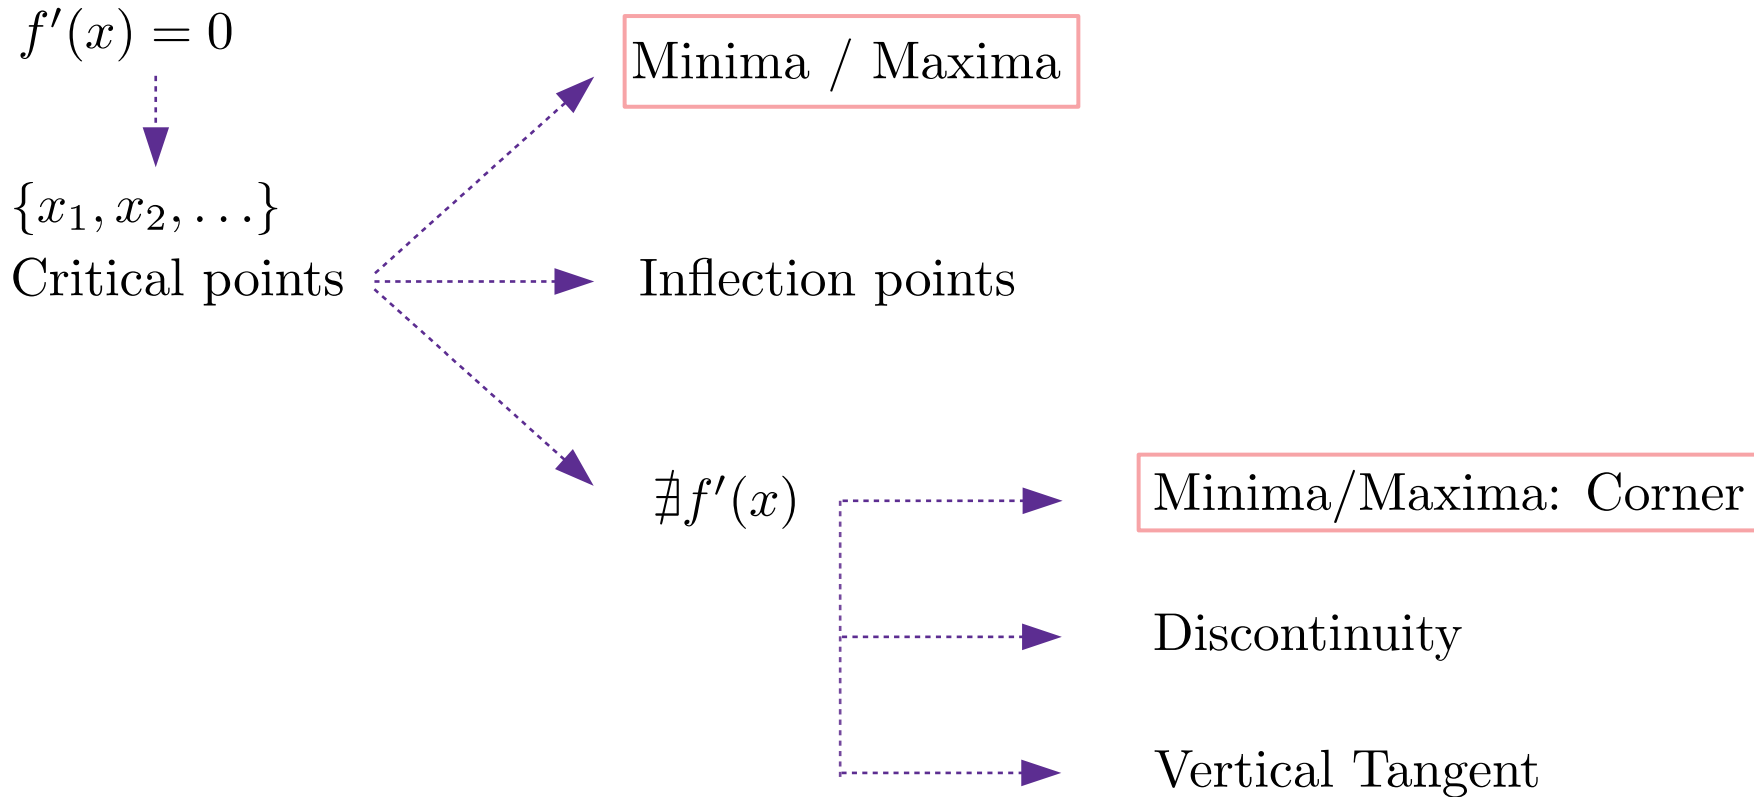 f′(x) = 0
Minima / Maxima
{x₁, x₂, …}
Critical points
Inflection points
∄f′(x)
Minima/Maxima: Corner
Discontinuity
Vertical Tangent